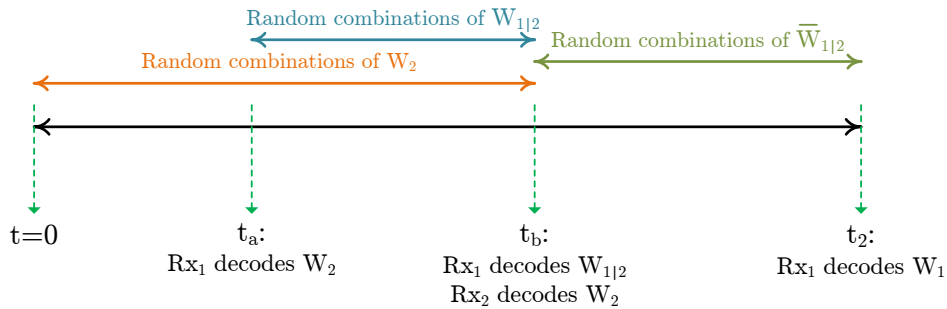 Random combinations of W₁|₂
Random combinations of W̅₁|₂
Random combinations of W₂
t=0
tₐ:
Rx₁ decodes W₂
t_b:
Rx₁ decodes W₁|₂
Rx₂ decodes W₂
t₂:
Rx₁ decodes W₁